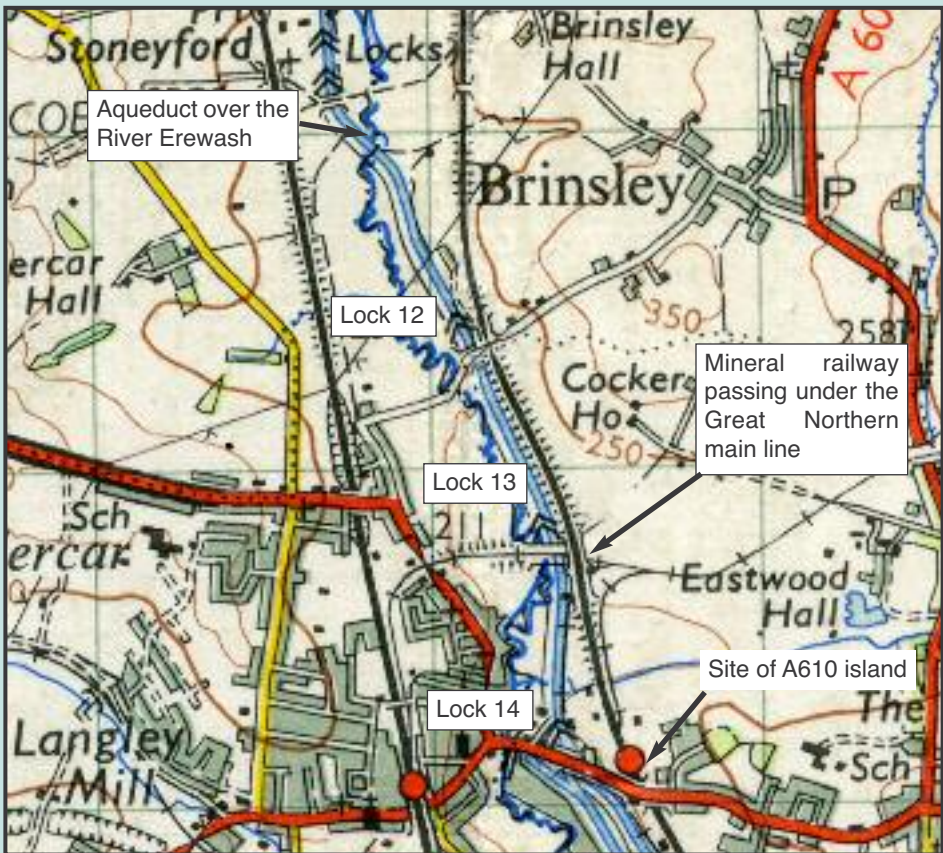 Stoneyford
Locks
Brinsley
Hall
A 60
COB
Aqueduct over the
River Erewash
Brinsley
P
ercar
Hall
Lock 12
350
258
Mineral railway
passing under the
Great Northern
main line
Cocker
Ho
250
Lock 13
Sch
ercar
211
Eastwood
Hall
Site of A610 island
Lock 14
The
Langley
Mill
Sch